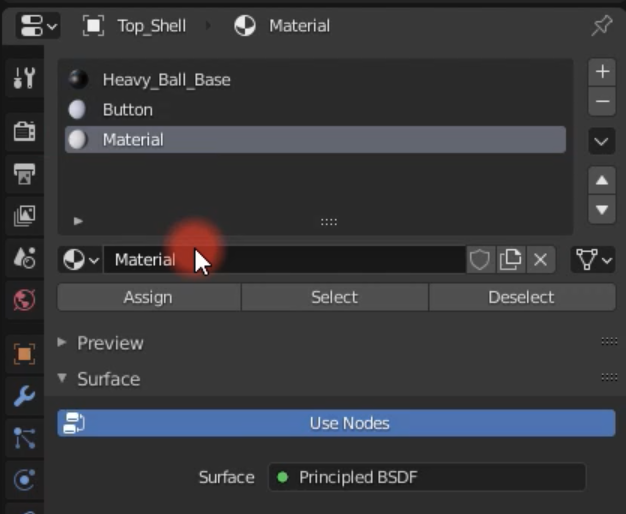 Top_Shell Material
Heavy_Ball_Base
Button
Material
Material
Assign Select Deselect
Preview
Surface
Use Nodes
Surface Principled BSDF